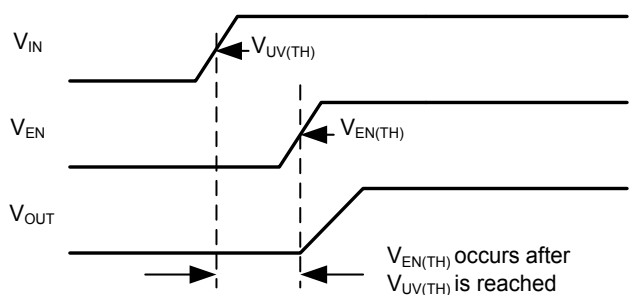 V_IN
V_UV(TH)
V_EN
V_EN(TH)
V_OUT
V_EN(TH) occurs after
V_UV(TH) is reached